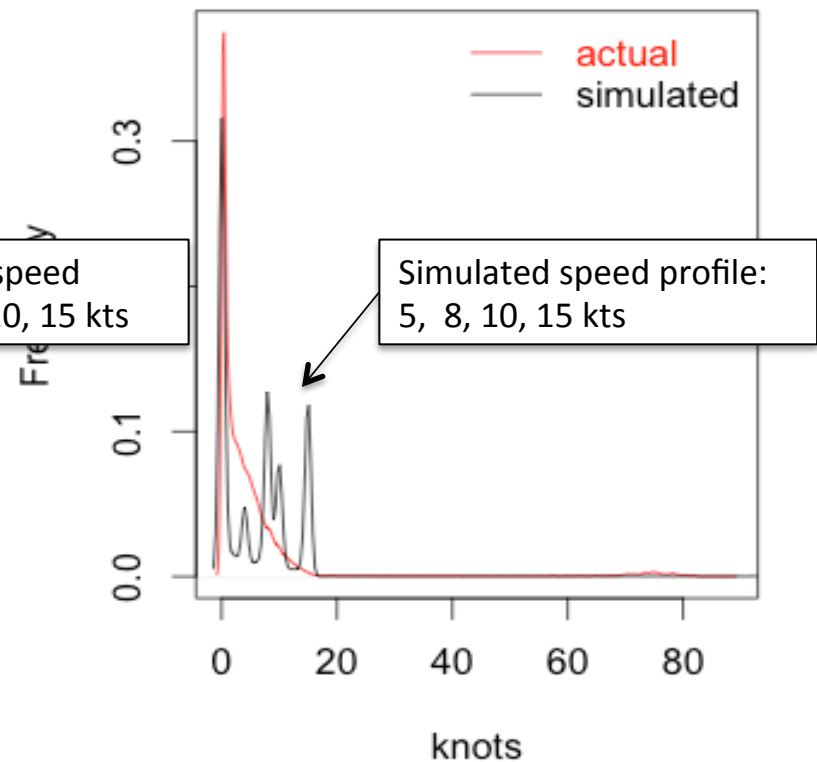 actual
simulated
0.3
speed
0, 15 kts
Simulated speed profile:
5, 8, 10, 15 kts
0.1
0.0
0 20 40 60 80
knots